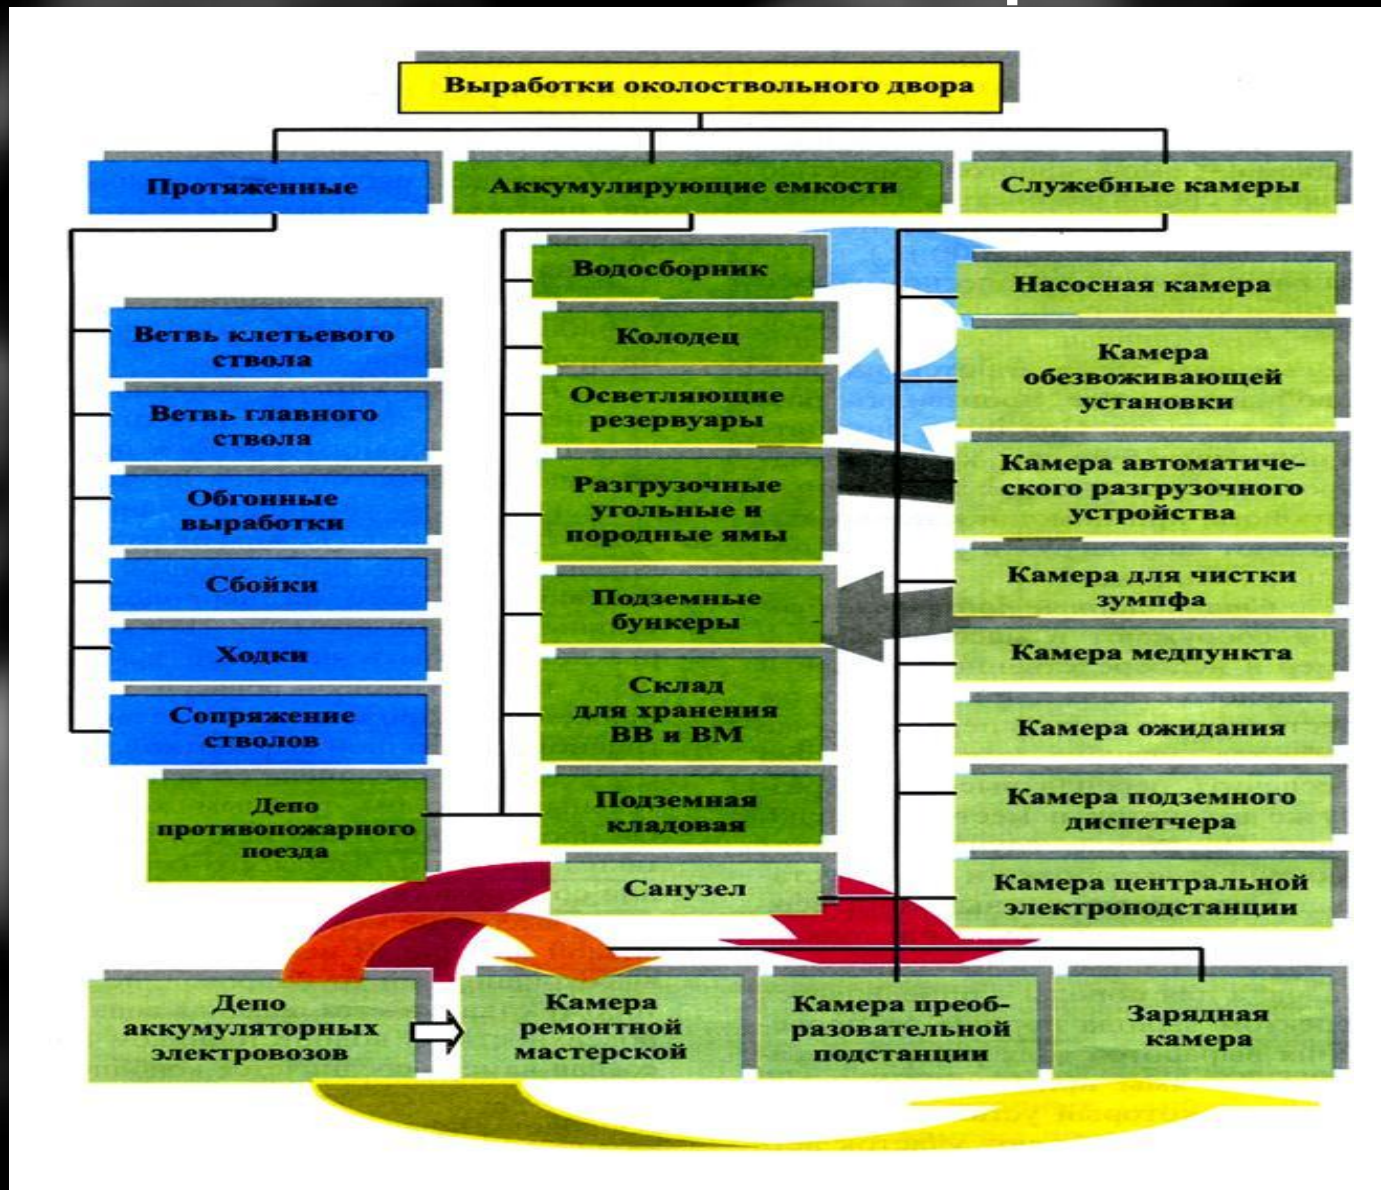 Выработки околоствольного двора
Протяженные
Аккумулирующие емкости
Служебные камеры
Ветвь клетьевого
ствола
Ветвь главного
ствола
Обгонные
выработки
Сбойки
Ходки
Сопряжение
стволов
Депо
противопожарного
поезда
Водосборник
Колодец
Осветляющие
резервуары
Разгрузочные
угольные и
породные ямы
Подземные
бункеры
Склад
для хранения
ВВ и ВМ
Подземная
кладовая
Санузел
Насосная камера
Камера
обезвоживающей
установки
Камера автоматиче-
ского разгрузочного
устройства
Камера для чистки
зумпфа
Камера медпункта
Камера ожидания
Камера подземного
диспетчера
Камера центральной
электроподстанции
Депо
аккумуляторных
электровозов
Камера
ремонтной
мастерской
Камера преоб-
разовательной
подстанции
Зарядная
камера